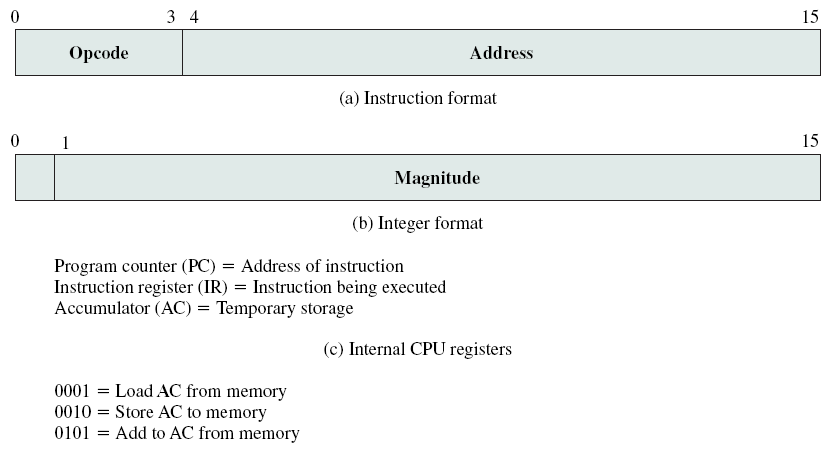 0 3 4 15
Opcode Address
(a) Instruction format
0 1 15
Magnitude
(b) Integer format
Program counter (PC) = Address of instruction
Instruction register (IR) = Instruction being executed
Accumulator (AC) = Temporary storage
(c) Internal CPU registers
0001 = Load AC from memory
0010 = Store AC to memory
0101 = Add to AC from memory